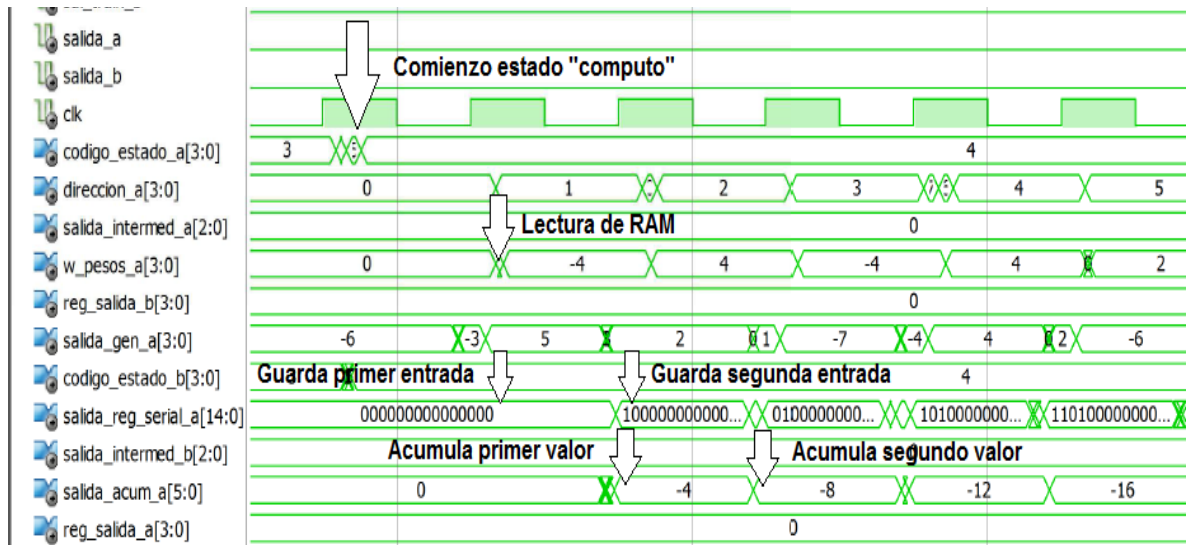 salida_a
Comienzo estado "computo"
salida_b
clk
codigo_estado_a[3:0] 3 4
direccion_a[3:0] 0 1 2 3 4 5
salida_intermed_a[2:0] 0
Lectura de RAM
w_pesos_a[3:0] 0 -4 4 -4 4 0 2
reg_salida_b[3:0] 0
salida_gen_a[3:0] -6 -3 5 2 0 1 -7 -4 4 0 2 -6
codigo_estado_b[3:0] 4
Guarda primer entrada Guarda segunda entrada
salida_reg_serial_a[14:0] 000000000000000 100000000000... 0100000000... 1010000000... 110100000000...
salida_intermed_b[2:0]
Acumula primer valor Acumula segundo valor
salida_acum_a[5:0] 0 -4 -8 -12 -16
reg_salida_a[3:0] 0